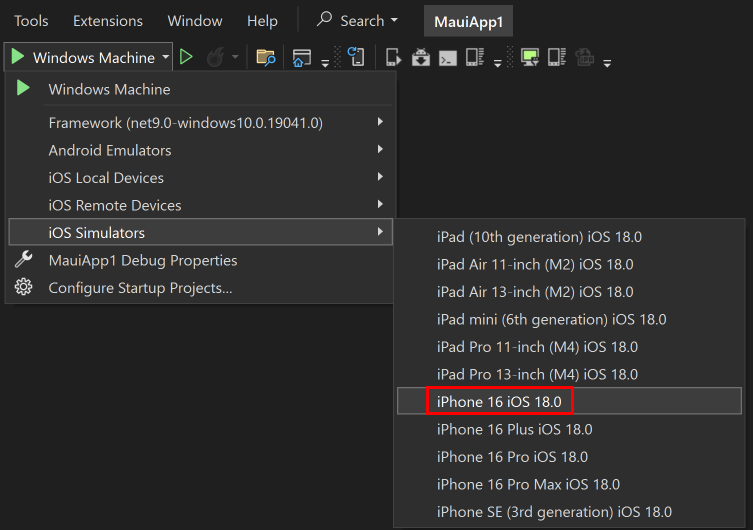 Tools Extensions Window Help Search MauiApp1
Windows Machine
Windows Machine
Framework (net9.0-windows10.0.19041.0)
Android Emulators
iOS Local Devices
iOS Remote Devices
iOS Simulators
MauiApp1 Debug Properties
Configure Startup Projects...
iPad (10th generation) iOS 18.0
iPad Air 11-inch (M2) iOS 18.0
iPad Air 13-inch (M2) iOS 18.0
iPad mini (6th generation) iOS 18.0
iPad Pro 11-inch (M4) iOS 18.0
iPad Pro 13-inch (M4) iOS 18.0
iPhone 16 iOS 18.0
iPhone 16 Plus iOS 18.0
iPhone 16 Pro iOS 18.0
iPhone 16 Pro Max iOS 18.0
iPhone SE (3rd generation) iOS 18.0